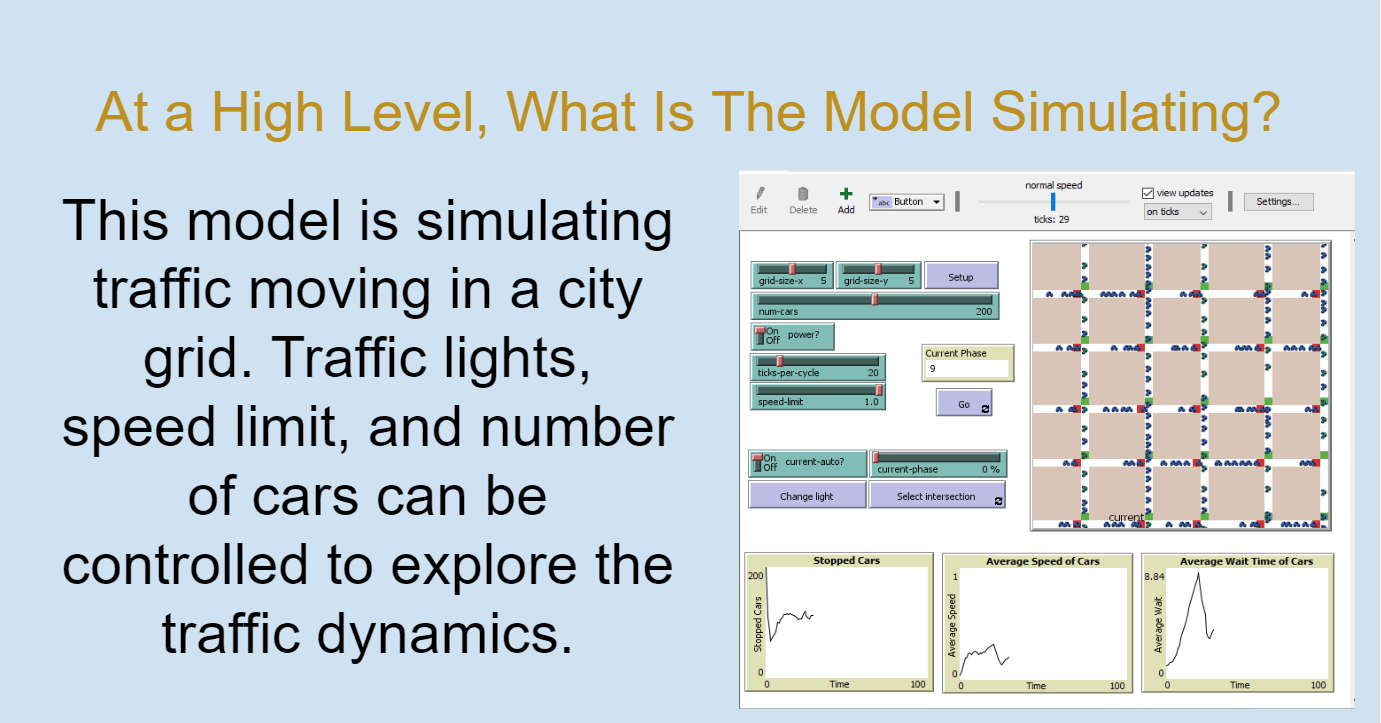 At a High Level, What Is The Model Simulating?
This model is simulating
traffic moving in a city
grid. Traffic lights,
speed limit, and number
of cars can be
controlled to explore the
traffic dynamics.
Edit
Delete
Add
abc Button
normal speed
ticks: 29
view updates
on ticks
Settings...
grid-size-x 5
grid-size-y 5
Setup
num-cars 200
On
Off
power?
ticks-per-cycle 20
speed-limit 1.0
Current Phase
9
Go
On
Off
current-auto?
current-phase 0 %
Change light
Select intersection
current
Stopped Cars
200
Stopped Cars
0
0 Time 100
Average Speed of Cars
1
Average Speed
0
0 Time 100
Average Wait Time of Cars
8.84
Average Wait
0
0 Time 100